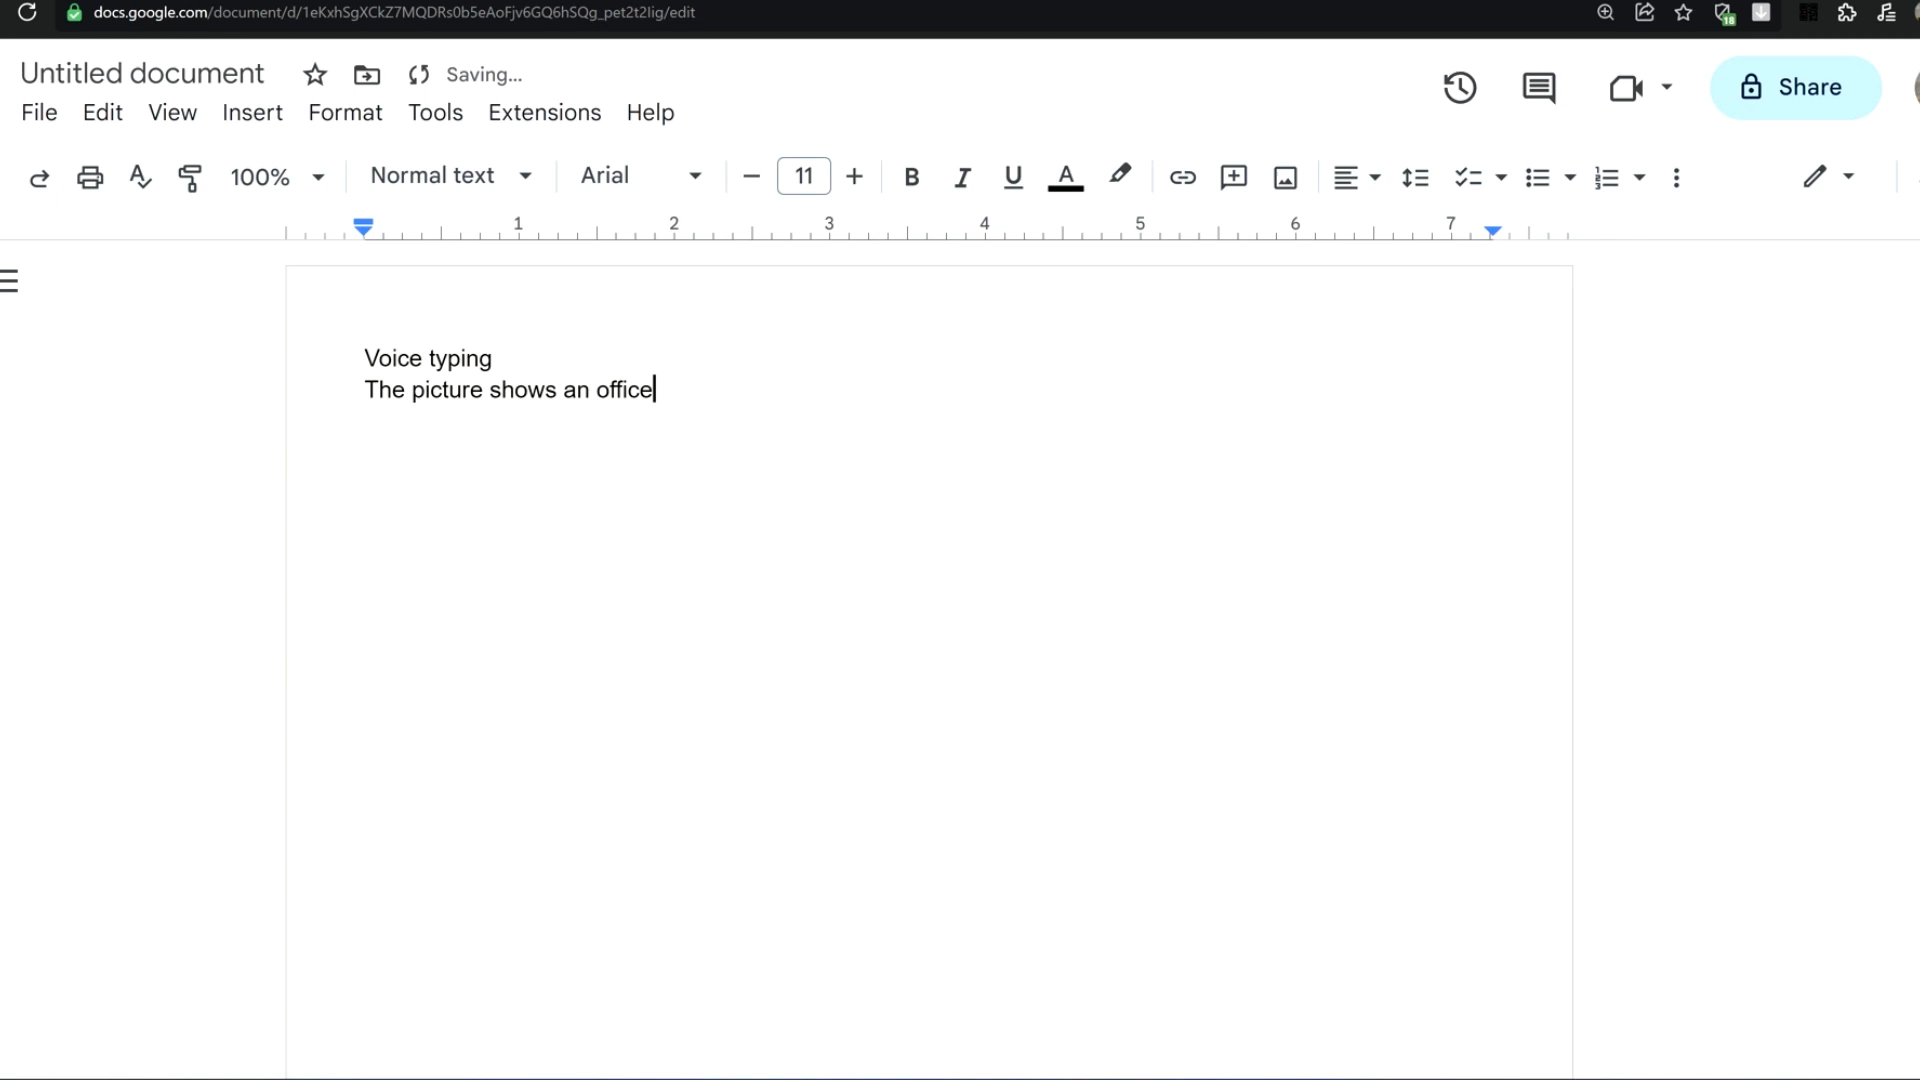 docs.google.com/document/d/1eKxhSgXCkZ7MQDRs0b5eAoFjv6GQ6hSQg_pet2t2lig/edit
18
Untitled document Saving...
File Edit View Insert Format Tools Extensions Help
Share
100% Normal text Arial 11 B I U A
1 2 3 4 5 6 7
Voice typing
The picture shows an office